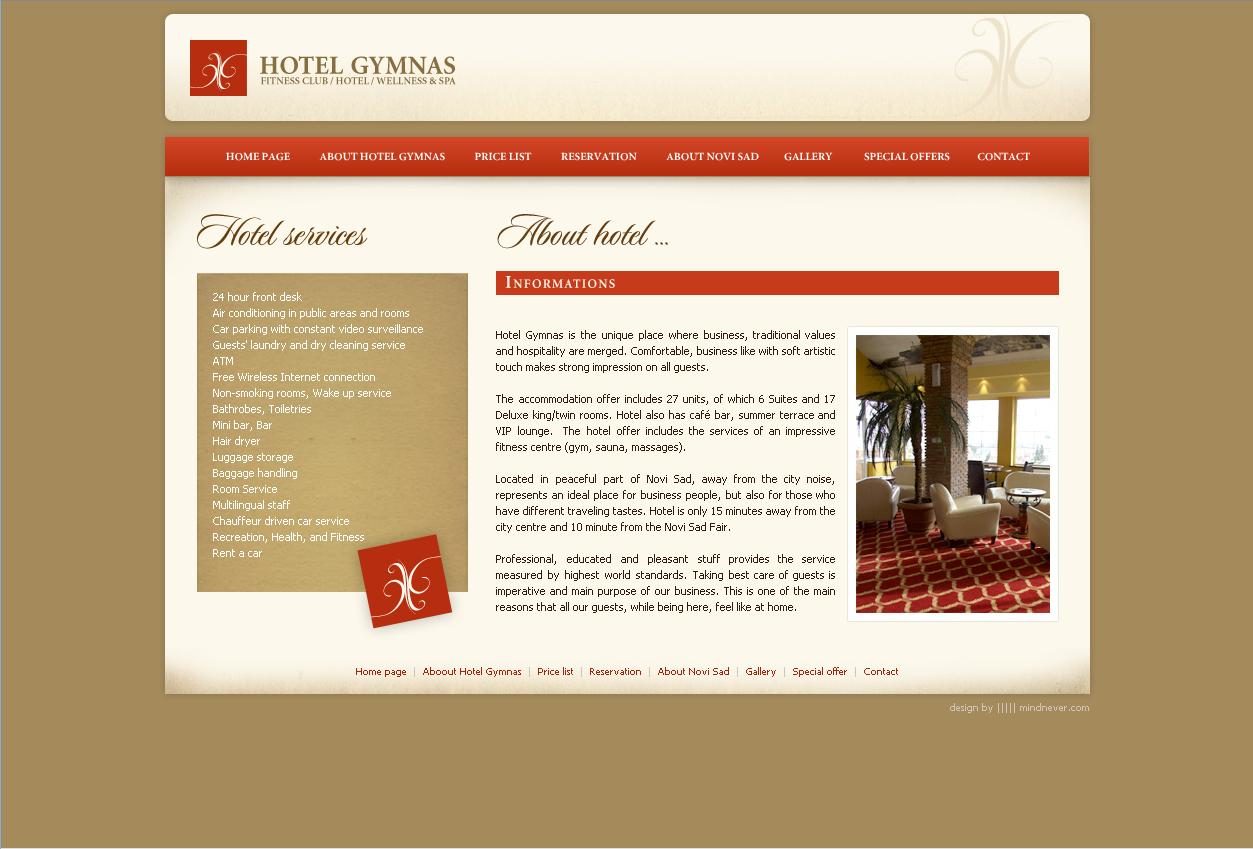 HOTEL GYMNAS
FITNESS CLUB / HOTEL / WELLNESS & SPA
HOME PAGE ABOUT HOTEL GYMNAS PRICE LIST RESERVATION ABOUT NOVI SAD GALLERY SPECIAL OFFERS CONTACT
Hotel services
24 hour front desk
Air conditioning in public areas and rooms
Car parking with constant video surveillance
Guests' laundry and dry cleaning service
ATM
Free Wireless Internet connection
Non-smoking rooms, Wake up service
Bathrobes, Toiletries
Mini bar, Bar
Hair dryer
Luggage storage
Baggage handling
Room Service
Multilingual staff
Chauffeur driven car service
Recreation, Health, and Fitness
Rent a car
About hotel ...
INFORMATIONS
Hotel Gymnas is the unique place where business, traditional values
and hospitality are merged. Comfortable, business like with soft artistic
touch makes strong impression on all guests.
The accommodation offer includes 27 units, of which 6 Suites and 17
Deluxe king/twin rooms. Hotel also has café bar, summer terrace and
VIP lounge. The hotel offer includes the services of an impressive
fitness centre (gym, sauna, massages).
Located in peaceful part of Novi Sad, away from the city noise,
represents an ideal place for business people, but also for those who
have different traveling tastes. Hotel is only 15 minutes away from the
city centre and 10 minute from the Novi Sad Fair.
Professional, educated and pleasant stuff provides the service
measured by highest world standards. Taking best care of guests is
imperative and main purpose of our business. This is one of the main
reasons that all our guests, while being here, feel like at home.
Home page | Aboout Hotel Gymnas | Price list | Reservation | About Novi Sad | Gallery | Special offer | Contact
design by ||||| mindnever.com